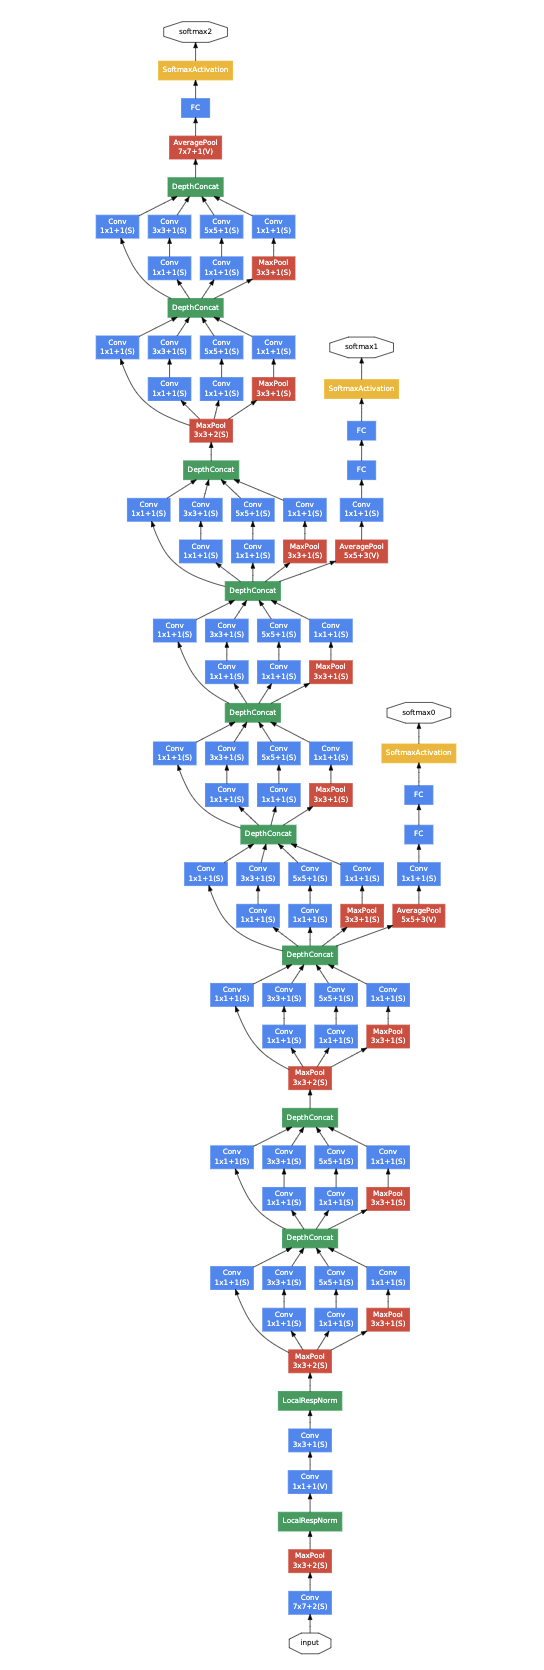 softmax2
SoftmaxActivation
FC
AveragePool
7x7+1(V)
DepthConcat
Conv Conv Conv Conv
1x1+1(S) 3x3+1(S) 5x5+1(S) 1x1+1(S)
Conv Conv MaxPool
1x1+1(S) 1x1+1(S) 3x3+1(S)
DepthConcat
Conv Conv Conv Conv softmax1
1x1+1(S) 3x3+1(S) 5x5+1(S) 1x1+1(S)
Conv Conv MaxPool SoftmaxActivation
1x1+1(S) 1x1+1(S) 3x3+1(S)
MaxPool FC
3x3+2(S)
DepthConcat FC
Conv Conv Conv Conv Conv
1x1+1(S) 3x3+1(S) 5x5+1(S) 1x1+1(S) 1x1+1(S)
Conv Conv MaxPool AveragePool
1x1+1(S) 1x1+1(S) 3x3+1(S) 5x5+3(V)
DepthConcat
Conv Conv Conv Conv
1x1+1(S) 3x3+1(S) 5x5+1(S) 1x1+1(S)
Conv Conv MaxPool
1x1+1(S) 1x1+1(S) 3x3+1(S)
DepthConcat softmax0
Conv Conv Conv Conv SoftmaxActivation
1x1+1(S) 3x3+1(S) 5x5+1(S) 1x1+1(S)
Conv Conv MaxPool FC
1x1+1(S) 1x1+1(S) 3x3+1(S)
DepthConcat FC
Conv Conv Conv Conv Conv
1x1+1(S) 3x3+1(S) 5x5+1(S) 1x1+1(S) 1x1+1(S)
Conv Conv MaxPool AveragePool
1x1+1(S) 1x1+1(S) 3x3+1(S) 5x5+3(V)
DepthConcat
Conv Conv Conv Conv
1x1+1(S) 3x3+1(S) 5x5+1(S) 1x1+1(S)
Conv Conv MaxPool
1x1+1(S) 1x1+1(S) 3x3+1(S)
MaxPool
3x3+2(S)
DepthConcat
Conv Conv Conv Conv
1x1+1(S) 3x3+1(S) 5x5+1(S) 1x1+1(S)
Conv Conv MaxPool
1x1+1(S) 1x1+1(S) 3x3+1(S)
DepthConcat
Conv Conv Conv Conv
1x1+1(S) 3x3+1(S) 5x5+1(S) 1x1+1(S)
Conv Conv MaxPool
1x1+1(S) 1x1+1(S) 3x3+1(S)
MaxPool
3x3+2(S)
LocalRespNorm
Conv
3x3+1(S)
Conv
1x1+1(V)
LocalRespNorm
MaxPool
3x3+2(S)
Conv
7x7+2(S)
input